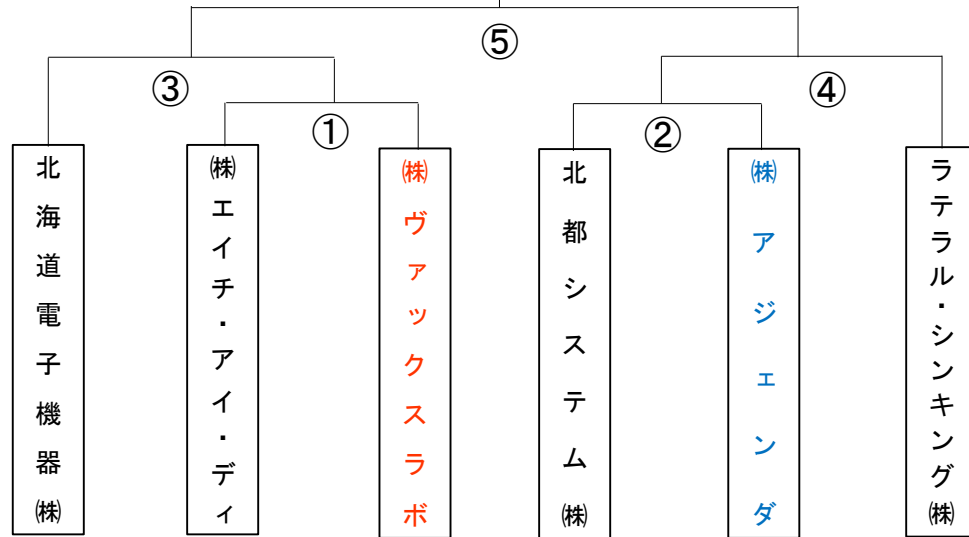 ⑤
③
④
①
②
北海道電子機器㈱
㈱エイチ・アイ・ディ
㈱ヴァックスラボ
北都システム㈱
㈱アジェンダ
ラテラル・シンキング㈱